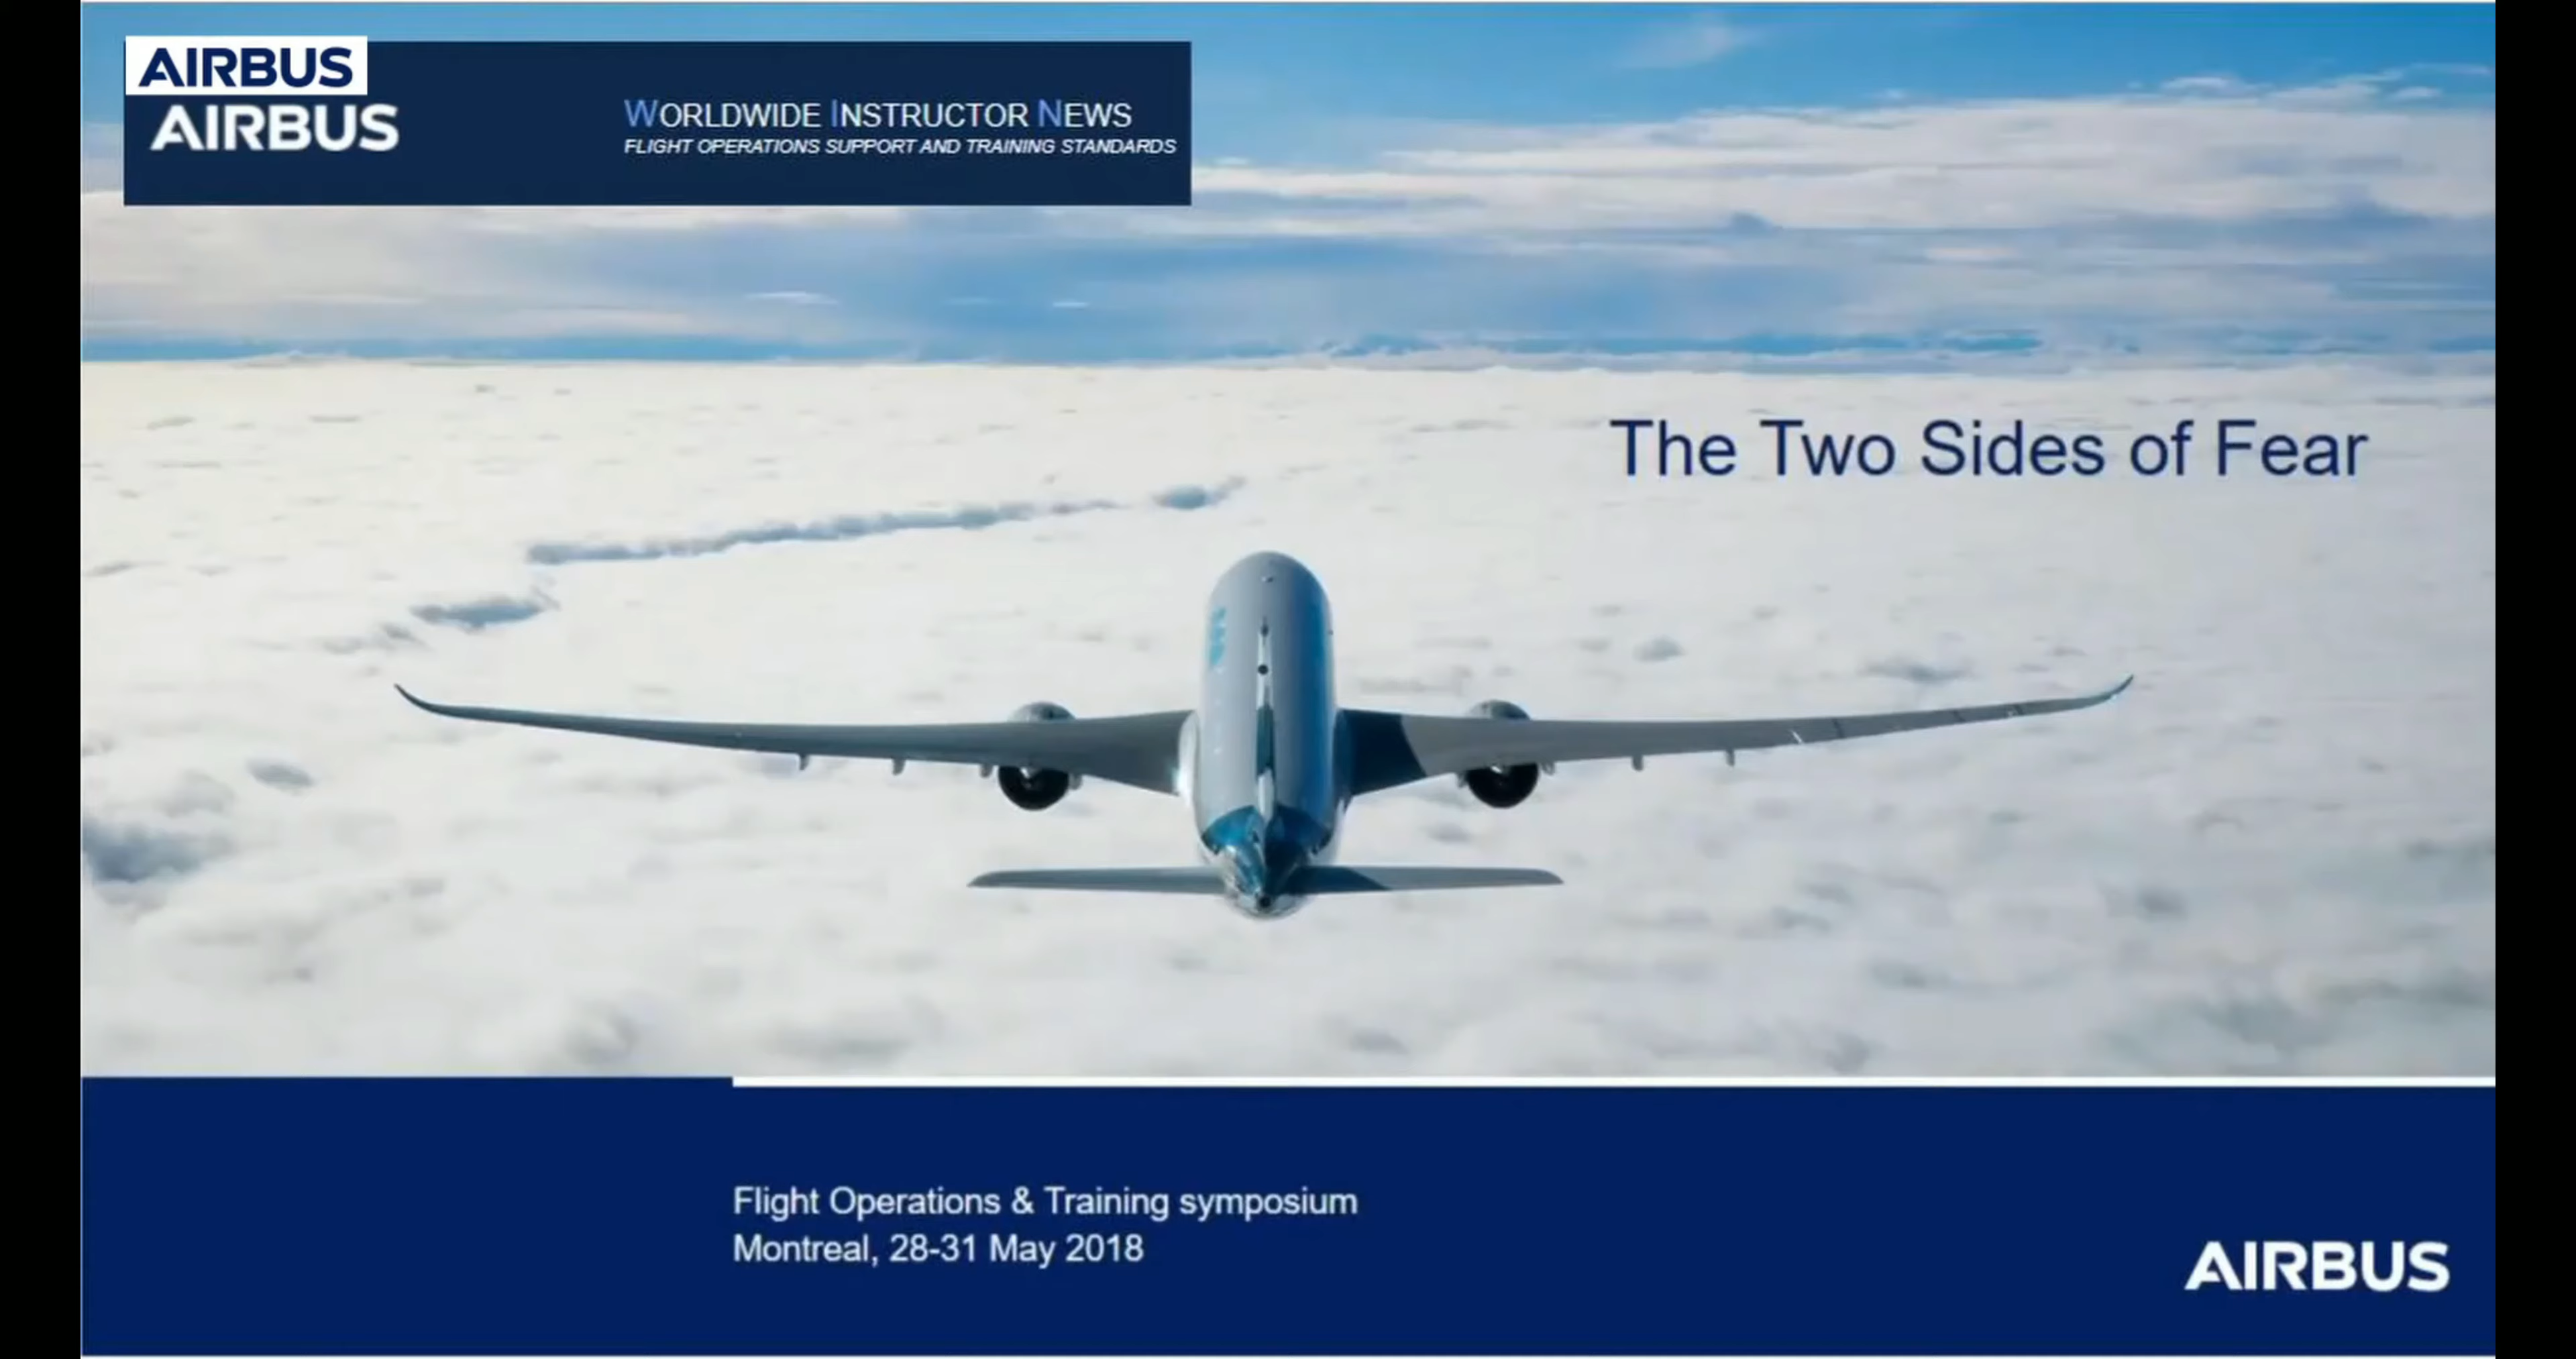 AIRBUS
AIRBUS
WORLDWIDE INSTRUCTOR NEWS
FLIGHT OPERATIONS SUPPORT AND TRAINING STANDARDS
The Two Sides of Fear
Flight Operations & Training symposium
Montreal, 28-31 May 2018
AIRBUS